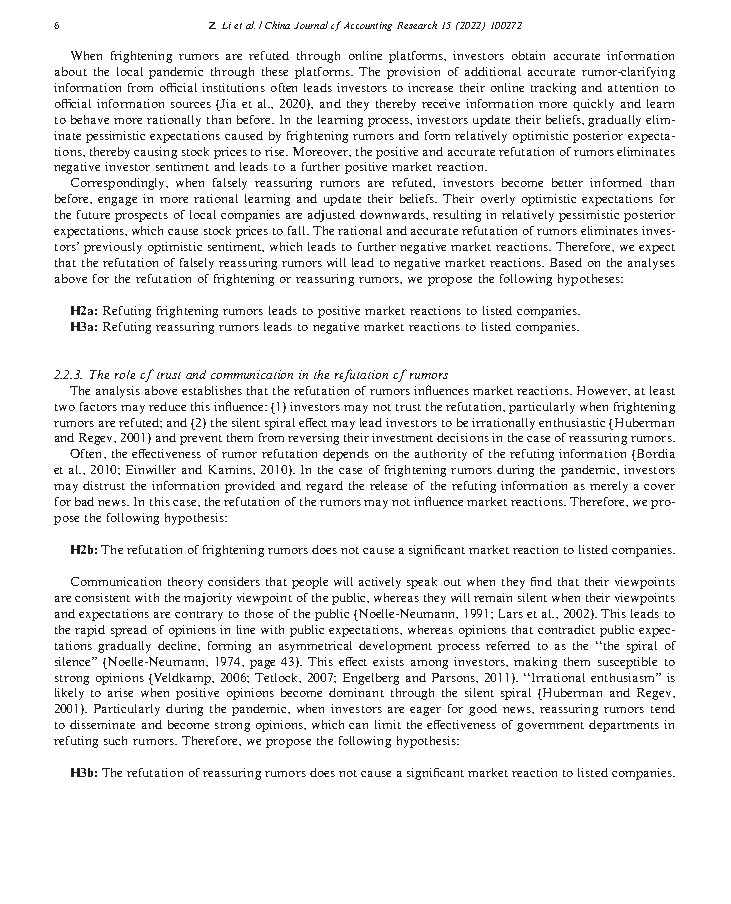 6
Z. Li et al. / China Journal of Accounting Research 15 (2022) 100272
When frightening rumors are refuted through online platforms, investors obtain accurate information
about the local pandemic through these platforms. The provision of additional accurate rumor-clarifying
information from official institutions often leads investors to increase their online tracking and attention to
official information sources (Jia et al., 2020), and they thereby receive information more quickly and learn
to behave more rationally than before. In the learning process, investors update their beliefs, gradually elim-
inate pessimistic expectations caused by frightening rumors and form relatively optimistic posterior expecta-
tions, thereby causing stock prices to rise. Moreover, the positive and accurate refutation of rumors eliminates
negative investor sentiment and leads to a further positive market reaction.
Correspondingly, when falsely reassuring rumors are refuted, investors become better informed than
before, engage in more rational learning and update their beliefs. Their overly optimistic expectations for
the future prospects of local companies are adjusted downwards, resulting in relatively pessimistic posterior
expectations, which cause stock prices to fall. The rational and accurate refutation of rumors eliminates inves-
tors' previously optimistic sentiment, which leads to further negative market reactions. Therefore, we expect
that the refutation of falsely reassuring rumors will lead to negative market reactions. Based on the analyses
above for the refutation of frightening or reassuring rumors, we propose the following hypotheses:
H2a: Refuting frightening rumors leads to positive market reactions to listed companies.
H3a: Refuting reassuring rumors leads to negative market reactions to listed companies.
2.2.3. The role of trust and communication in the refutation of rumors
The analysis above establishes that the refutation of rumors influences market reactions. However, at least
two factors may reduce this influence: (1) investors may not trust the refutation, particularly when frightening
rumors are refuted; and (2) the silent spiral effect may lead investors to be irrationally enthusiastic (Huberman
and Regev, 2001) and prevent them from reversing their investment decisions in the case of reassuring rumors.
Often, the effectiveness of rumor refutation depends on the authority of the refuting information (Bordia
et al., 2010; Einwiller and Kamins, 2010). In the case of frightening rumors during the pandemic, investors
may distrust the information provided and regard the release of the refuting information as merely a cover
for bad news. In this case, the refutation of the rumors may not influence market reactions. Therefore, we pro-
pose the following hypothesis:
H2b: The refutation of frightening rumors does not cause a significant market reaction to listed companies.
Communication theory considers that people will actively speak out when they find that their viewpoints
are consistent with the majority viewpoint of the public, whereas they will remain silent when their viewpoints
and expectations are contrary to those of the public (Noelle-Neumann, 1991; Lars et al., 2002). This leads to
the rapid spread of opinions in line with public expectations, whereas opinions that contradict public expec-
tations gradually decline, forming an asymmetrical development process referred to as the "the spiral of
silence" (Noelle-Neumann, 1974, page 43). This effect exists among investors, making them susceptible to
strong opinions (Veldkamp, 2006; Tetlock, 2007; Engelberg and Parsons, 2011). "Irrational enthusiasm" is
likely to arise when positive opinions become dominant through the silent spiral (Huberman and Regev,
2001). Particularly during the pandemic, when investors are eager for good news, reassuring rumors tend
to disseminate and become strong opinions, which can limit the effectiveness of government departments in
refuting such rumors. Therefore, we propose the following hypothesis:
H3b: The refutation of reassuring rumors does not cause a significant market reaction to listed companies.